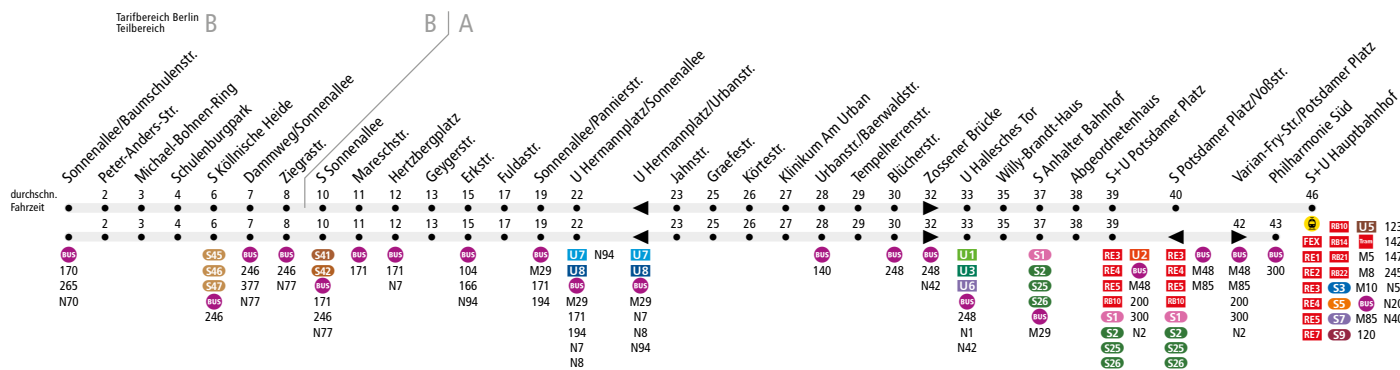 Tarifbereich Berlin
Teilbereich
B
B A
Sonnenallee/Baumschulenstr.
Peter-Anders-Str.
Michael-Bohnen-Ring
Schulenburgpark
S Köllnische Heide
Dammweg/Sonnenallee
Ziegrastr.
S Sonnenallee
Mareschstr.
Hertzbergplatz
Geygerstr.
Erkstr.
Fuldastr.
Sonnenallee/Pannierstr.
U Hermannplatz/Sonnenallee
U Hermannplatz/Urbanstr.
Jahnstr.
Graefestr.
Körtestr.
Klinikum Am Urban
Urbanstr./Baerwaldstr.
Tempelherrenstr.
Blücherstr.
Zossener Brücke
U Hallesches Tor
Willy-Brandt-Haus
S Anhalter Bahnhof
Abgeordnetenhaus
S+U Potsdamer Platz
S Potsdamer Platz/Voßstr.
Varian-Fry-Str./Potsdamer Platz
Philharmonie Süd
S+U Hauptbahnhof
durchschn. 2 3 4 6 7 8 10 11 12 13 15 17 19 22 23 25 26 27 28 29 30 32 33 35 37 38 39 40 46
Fahrzeit
2 3 4 6 7 8 10 11 12 13 15 17 19 22 23 25 26 27 28 29 30 32 33 35 37 38 39 42 43
BUS
170
265
N70
S45
S46
S47
BUS
246
BUS
246
377
N77
BUS
246
N77
S41
S42
BUS
171
246
N77
BUS
171
BUS
171
N7
BUS
104
166
N94
BUS
M29
171
194
U7 N94
U8
BUS
M29
171
194
N7
N8
U7
U8
BUS
M29
N7
N8
N94
BUS
140
BUS
248
BUS
248
N42
U1
U3
U6
BUS
248
N1
N42
S1
S2
S25
S26
BUS
M29
RE3 U2
RE4 BUS
RE5 M48
RB10 200
S1 300
S2 N2
S25
S26
RE3 BUS
RE4 M48
RE5 M85
RB10
S1
S2
S25
S26
BUS
M48
M85
200
300
N2
BUS
300
RB10 U5 123
FEX RB14 Tram 142
RE1 RB21 M5 147
RE2 RB22 M8 245
RE3 S3 M10 N5
RE4 S5 BUS N20
RE5 S7 M85 N40
RE7 S9 120